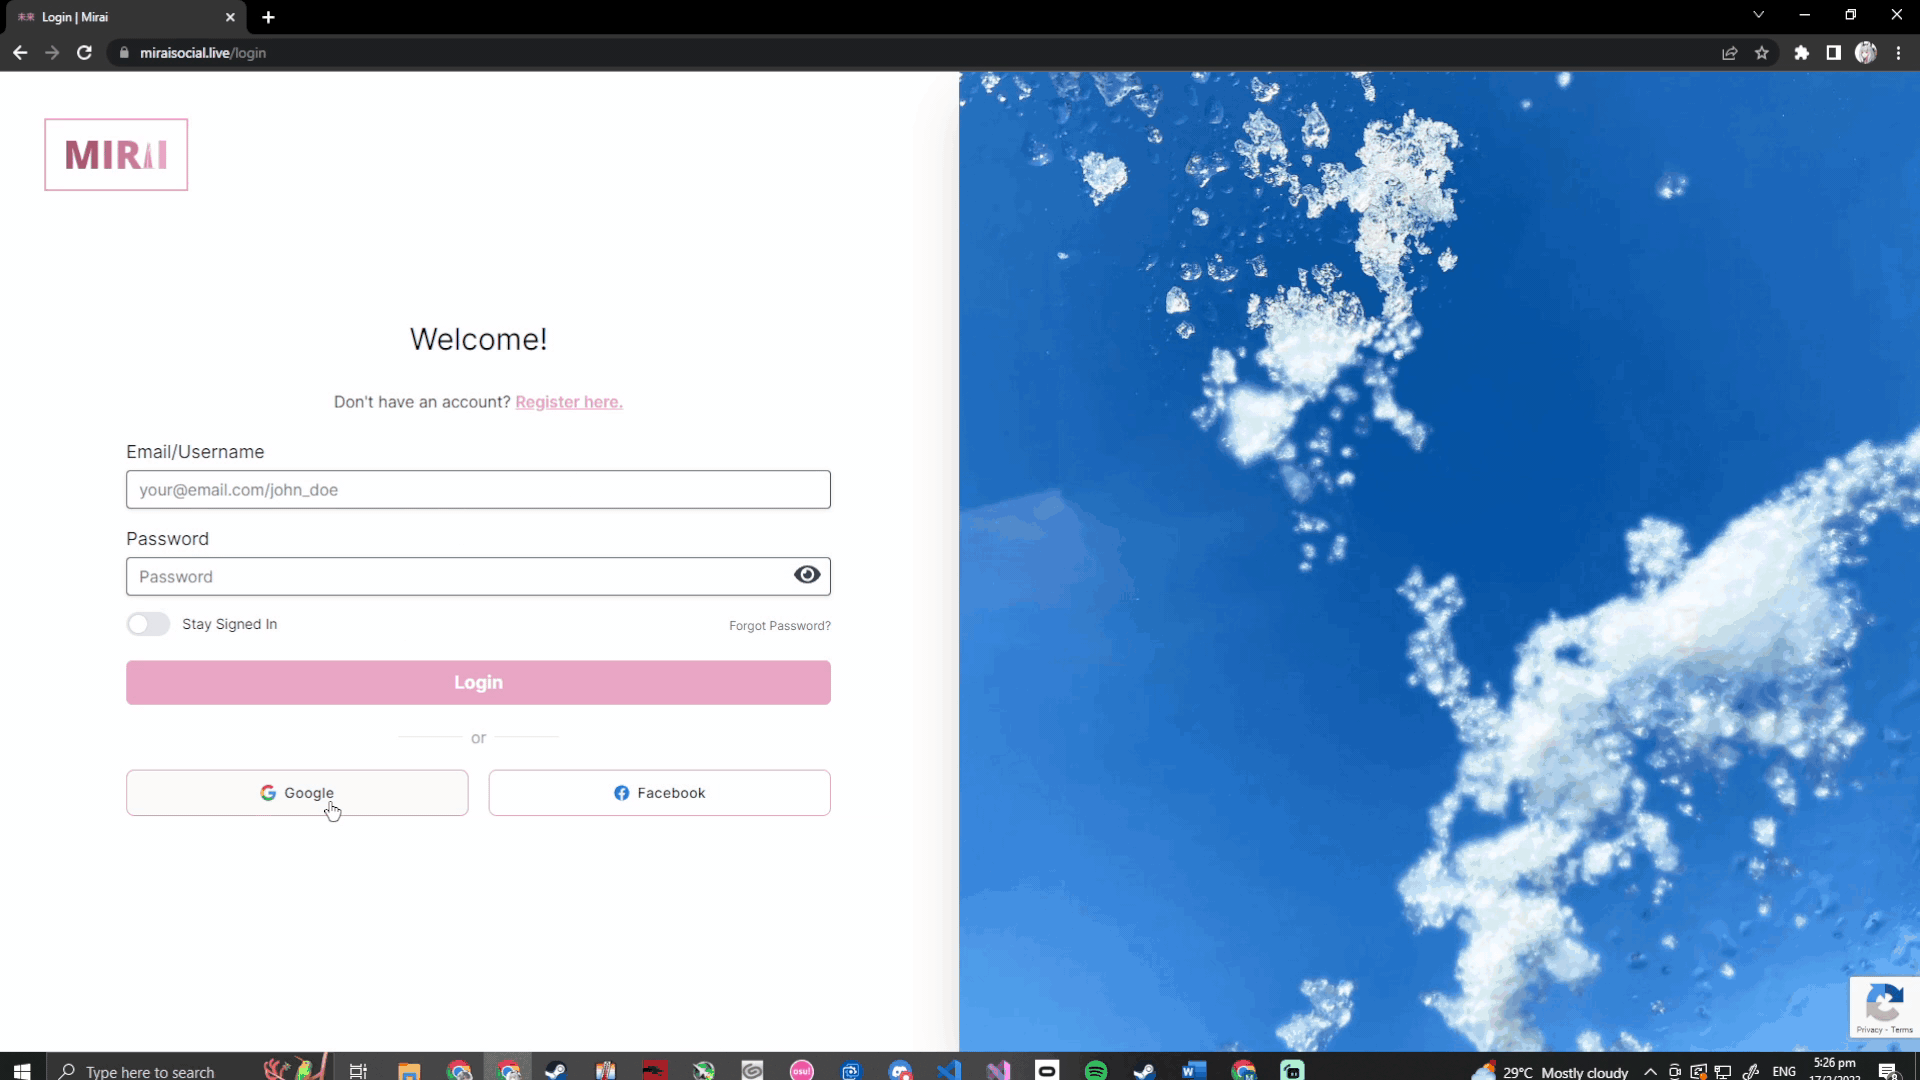 未来 Login | Mirai
miraisocial.live/login
MIRAI
Welcome!
Don't have an account? Register here.
Email/Username
your@email.com/john_doe
Password
Password
Stay Signed In
Forgot Password?
Login
or
Google
Facebook
Privacy - Terms
Type here to search
osu!
29°C Mostly cloudy
ENG
5:26 pm